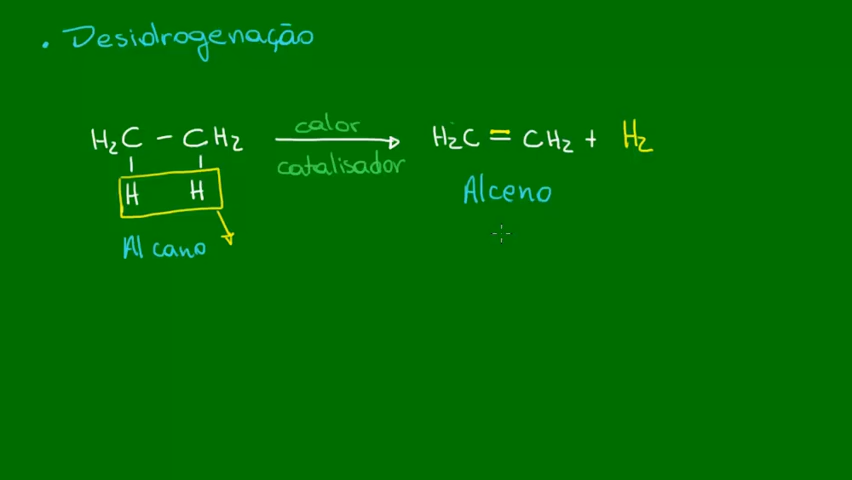 . Desidrogenação
H₂C – CH₂ calor H₂C = CH₂ + H₂
catalisador
H H Alceno
Alcano